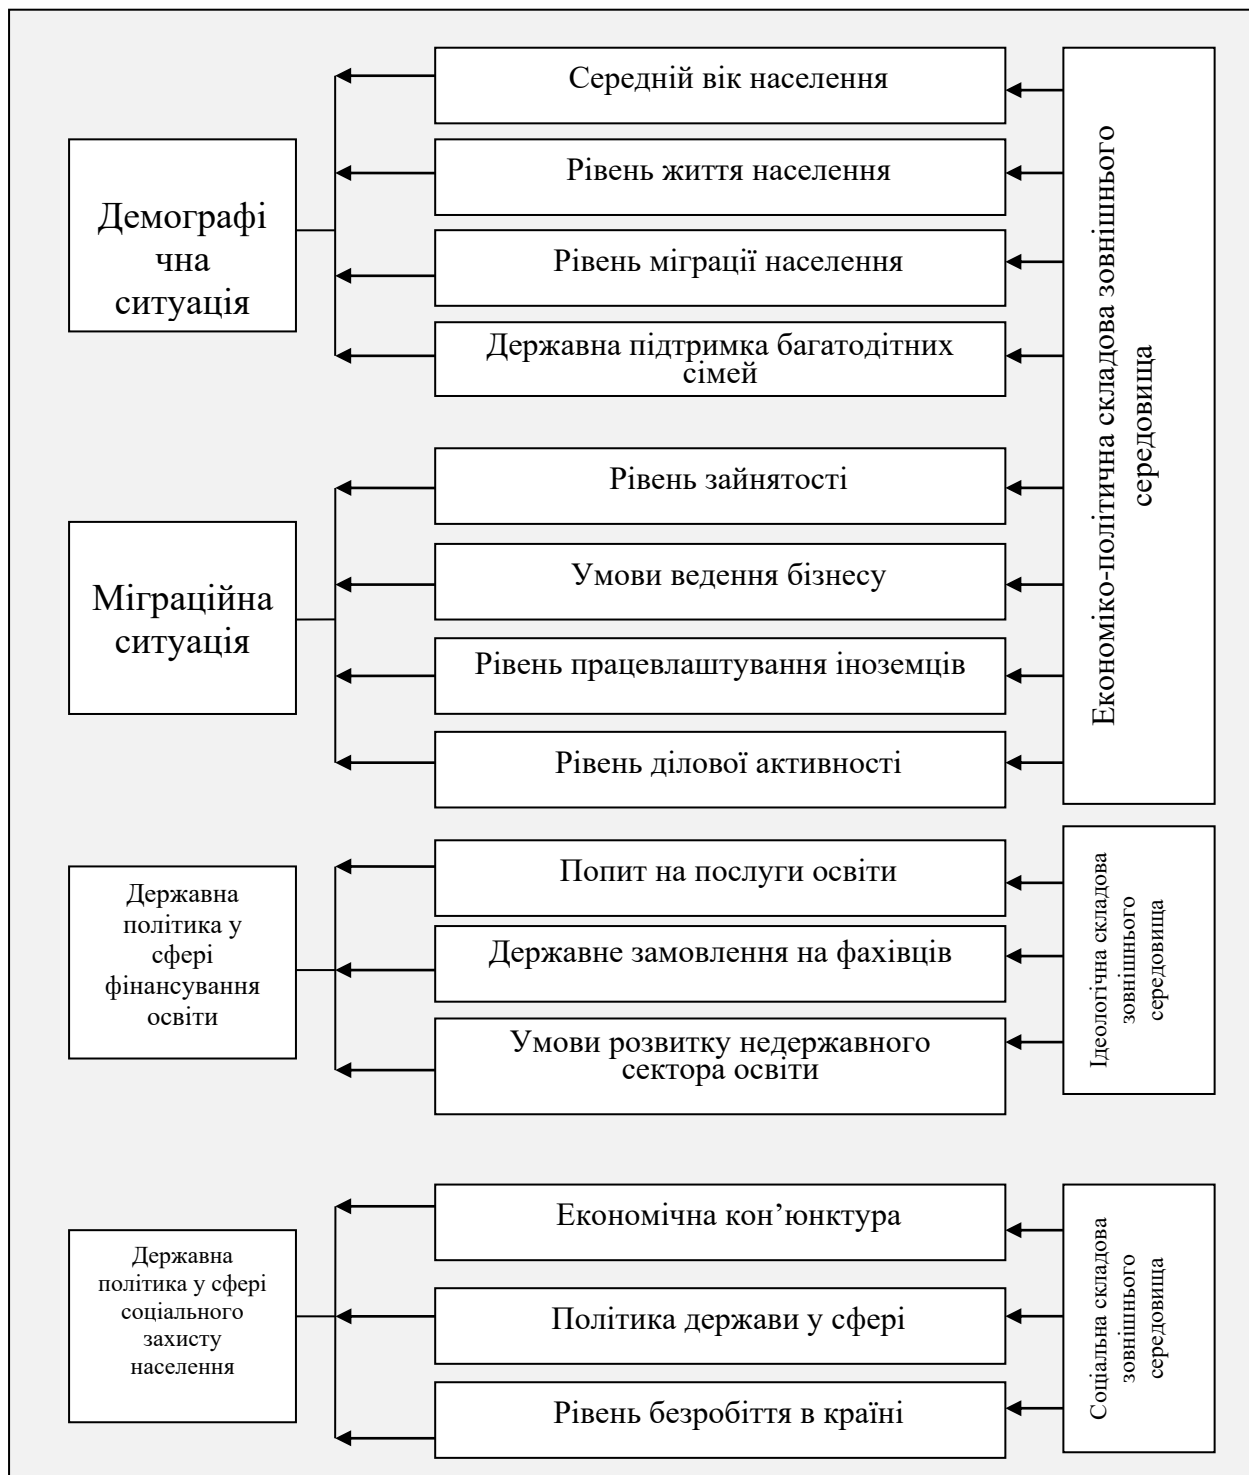 Середній вік населення
Рівень життя населення
Демографі
чна
ситуація
Рівень міграції населення
Державна підтримка багатодітних
сімей
Економіко-політична складова зовнішнього
середовища
Рівень зайнятості
Умови ведення бізнесу
Міграційна
ситуація
Рівень працевлаштування іноземців
Рівень ділової активності
Попит на послуги освіти
Державна
політика у
сфері
фінансування
освіти
Державне замовлення на фахівців
Умови розвитку недержавного
сектора освіти
Ідеологічна складова
зовнішнього
середовища
Економічна кон’юнктура
Державна
політика у сфері
соціального
захисту
населення
Політика держави у сфері
Рівень безробіття в країні
Соціальна складова
зовнішнього
середовища